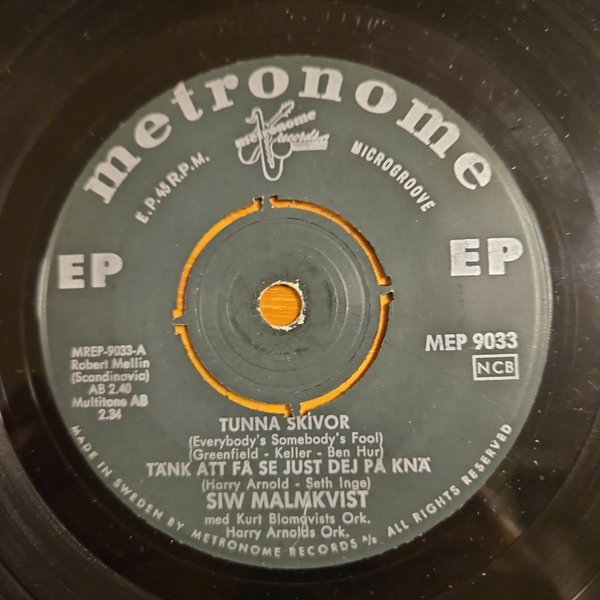 metronome
metronome
records
E.P. 45 R.P.M.
MICROGROOVE
EP
EP
MREP-9033-A
Robert Mellin
(Scandinavia)
AB 2.40
Multitone AB
2.34
MEP 9033
NCB
TUNNA SKIVOR
(Everybody's Somebody's Fool)
(Greenfield - Keller - Ben Hur)
TÄNK ATT FÅ SE JUST DEJ PÅ KNÄ
(Harry Arnold - Seth Inge)
SIW MALMKVIST
med Kurt Blomqvists Ork.
Harry Arnolds Ork.
MADE IN SWEDEN BY METRONOME RECORDS A/B ALL RIGHTS RESERVED